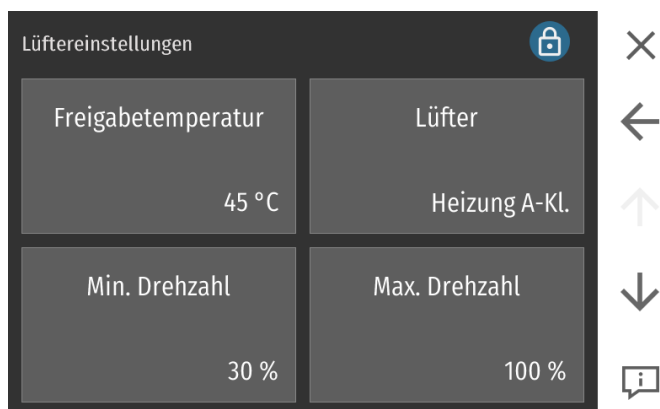 Lüftereinstellungen
Freigabetemperatur
45 °C
Lüfter
Heizung A-Kl.
Min. Drehzahl
30 %
Max. Drehzahl
100 %